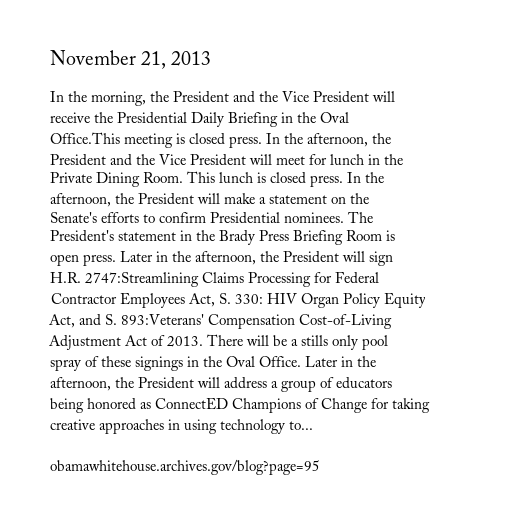 November 21, 2013
In the morning, the President and the Vice President will
receive the Presidential Daily Briefing in the Oval
Office.This meeting is closed press. In the afternoon, the
President and the Vice President will meet for lunch in the
Private Dining Room. This lunch is closed press. In the
afternoon, the President will make a statement on the
Senate's efforts to confirm Presidential nominees. The
President's statement in the Brady Press Briefing Room is
open press. Later in the afternoon, the President will sign
H.R. 2747:Streamlining Claims Processing for Federal
Contractor Employees Act, S. 330: HIV Organ Policy Equity
Act, and S. 893:Veterans' Compensation Cost-of-Living
Adjustment Act of 2013. There will be a stills only pool
spray of these signings in the Oval Office. Later in the
afternoon, the President will address a group of educators
being honored as ConnectED Champions of Change for taking
creative approaches in using technology to...
obamawhitehouse.archives.gov/blog?page=95